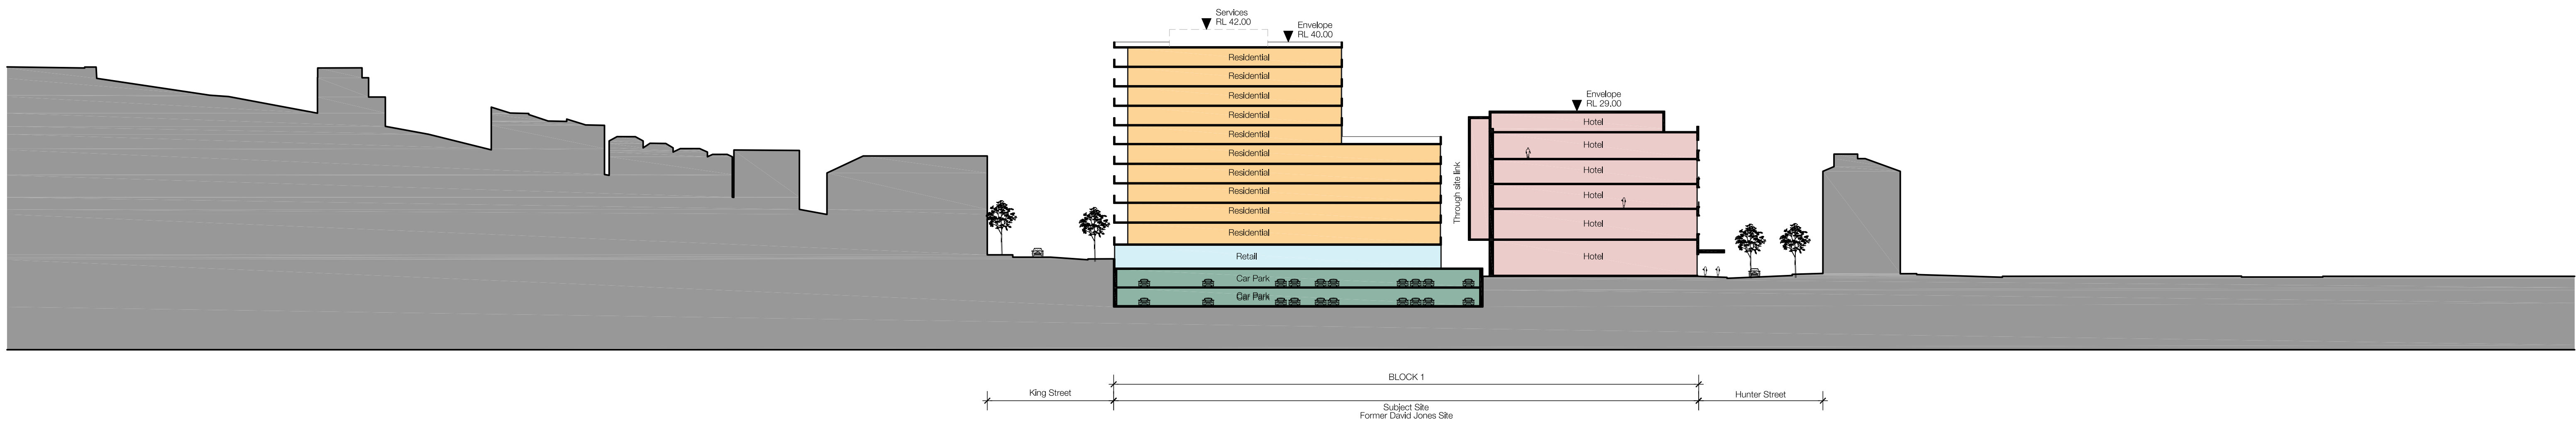 Services
RL 42.00
Envelope
RL 40.00
Residential
Residential
Residential
Residential
Residential
Residential
Residential
Residential
Residential
Residential
Retail
Car Park
Car Park
Through site link
Envelope
RL 29.00
Hotel
Hotel
Hotel
Hotel
Hotel
Hotel
King Street
BLOCK 1
Subject Site
Former David Jones Site
Hunter Street